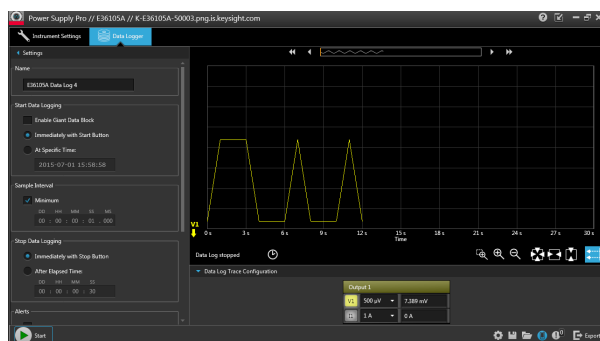 Power Supply Pro // E36105A // K-E36105A-50003.png.is.keysight.com
Instrument Settings
Data Logger
Settings
Name
E36105A Data Log 4
Start Data Logging
Enable Giant Data Block
Immediately with Start Button
At Specific Time:
2015-07-01 15:58:58
Sample Interval
Minimum
DD HH MM SS ML
00 : 00 : 00 : 01 . 000
Stop Data Logging
Immediately with Stop Button
After Elapsed Time:
DD HH MM SS
00 : 00 : 00 : 30
Alerts
Start
V1
0 s 3 s 6 s 9 s 12 s 15 s 18 s 21 s 24 s 27 s 30 s
Time
Data Log stopped
Data Log Trace Configuration
Output 1
V1 500 µV 7.389 mV
I1 1 A 0 A
0
Export